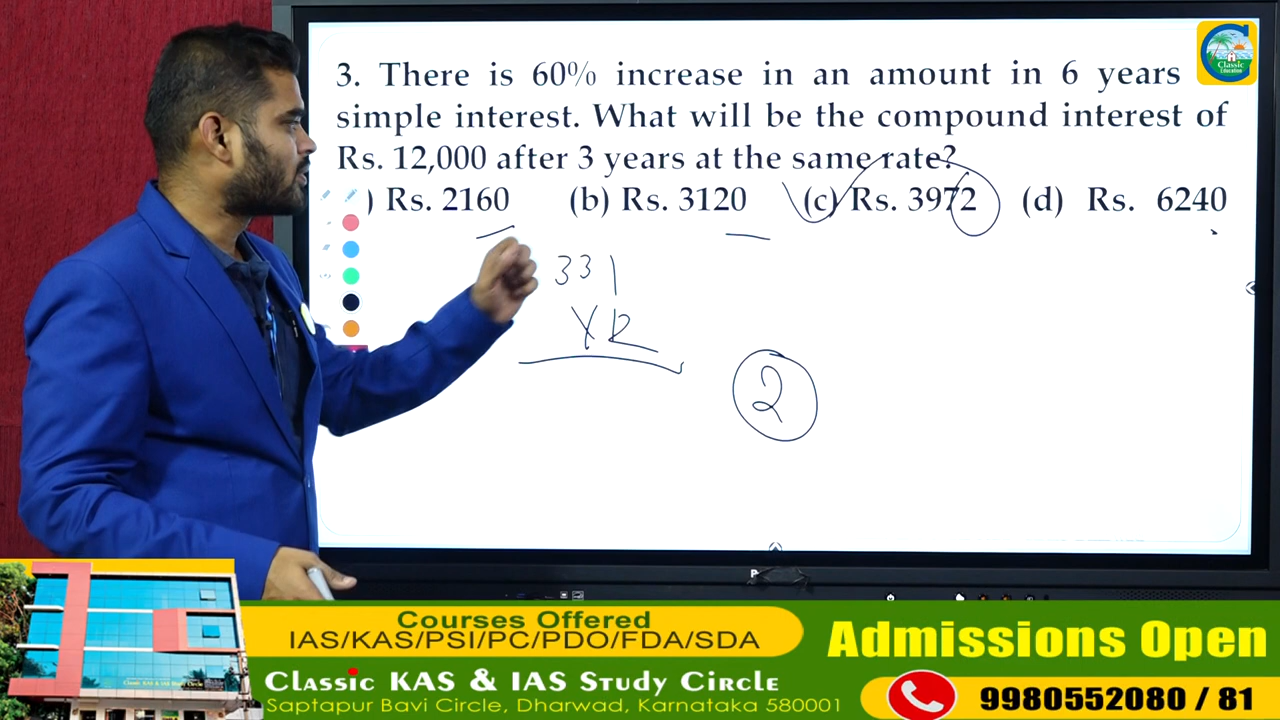 3. There is 60% increase in an amount in 6 years
simple interest. What will be the compound interest of
Rs. 12,000 after 3 years at the same rate?
) Rs. 2160 (b) Rs. 3120 (c) Rs. 3972 (d) Rs. 6240
Classic
Education
331
2
Courses Offered
IAS/KAS/PSI/PC/PDO/FDA/SDA
Admissions Open
Classic KAS & IAS Study Circle
Saptapur Bavi Circle, Dharwad, Karnataka 580001
9980552080 / 81